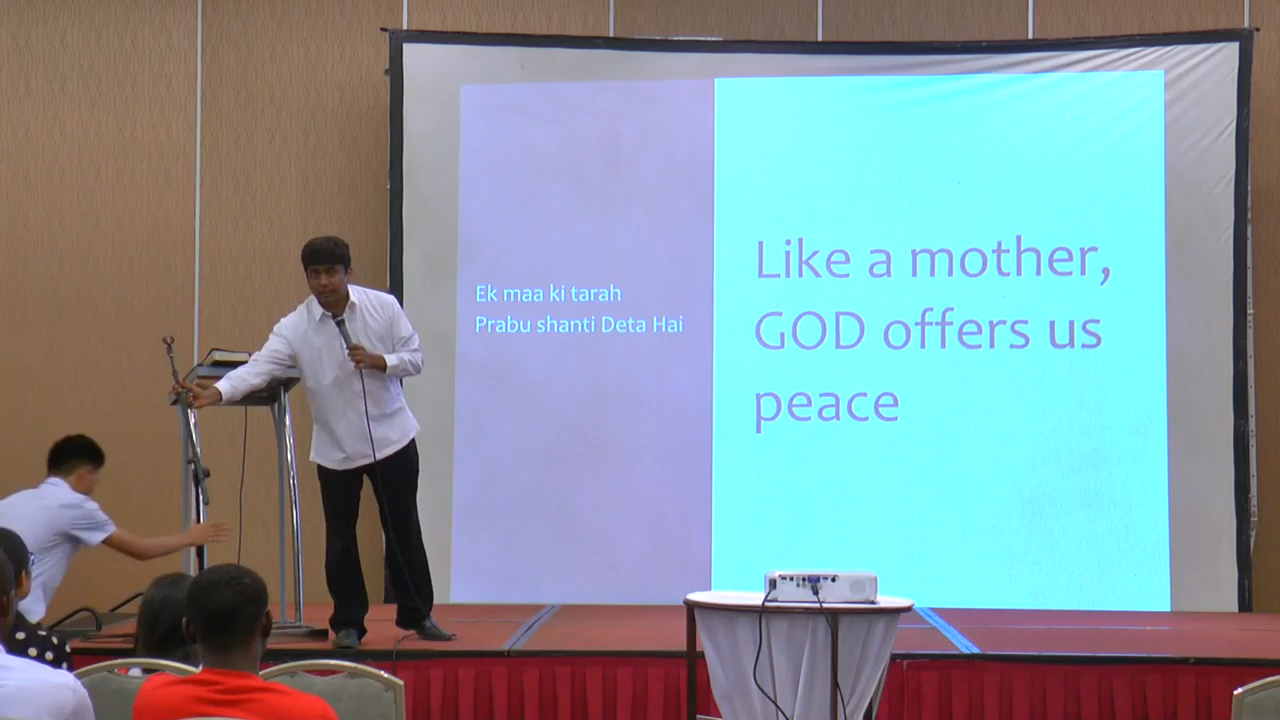 Ek maa ki tarah
Prabu shanti Deta Hai
Like a mother,
GOD offers us
peace